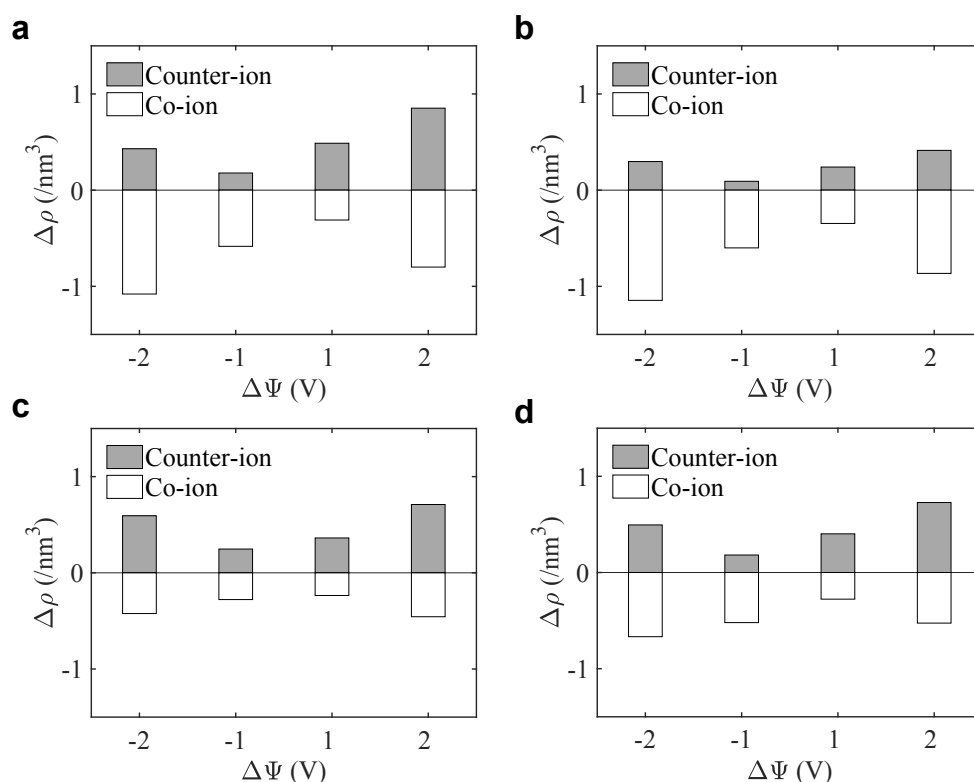 a
Counter-ion
Co-ion
1
0
-1
Δρ (/nm³)
-2 -1 1 2
ΔΨ (V)
b
Counter-ion
Co-ion
1
0
-1
Δρ (/nm³)
-2 -1 1 2
ΔΨ (V)
c
Counter-ion
Co-ion
1
0
-1
Δρ (/nm³)
-2 -1 1 2
ΔΨ (V)
d
Counter-ion
Co-ion
1
0
-1
Δρ (/nm³)
-2 -1 1 2
ΔΨ (V)